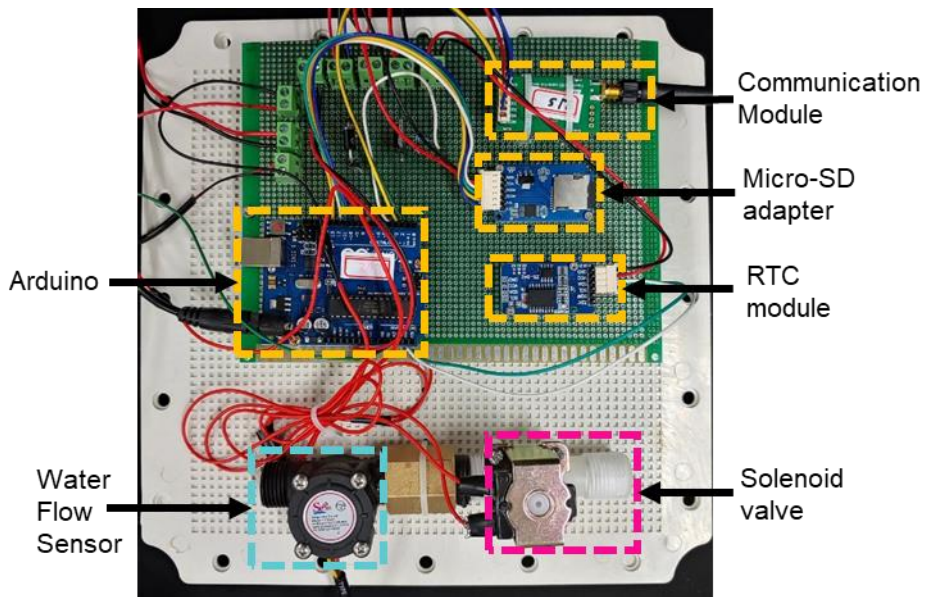 Communication
Module
Micro-SD
adapter
Arduino
RTC
module
Water
Flow
Sensor
Solenoid
valve